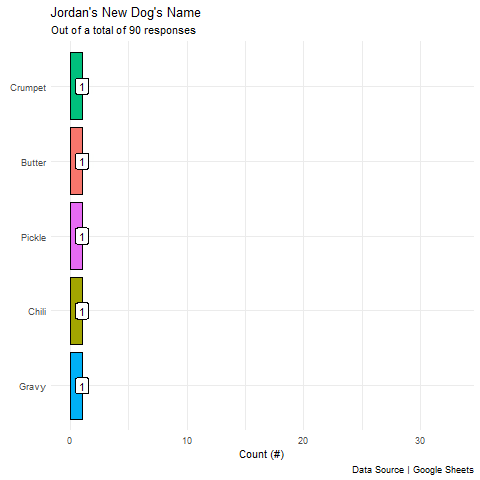 Jordan's New Dog's Name
Out of a total of 90 responses
Crumpet
1
Butter
1
Pickle
1
Chili
1
Gravy
1
0 10 20 30
Count (#)
Data Source | Google Sheets